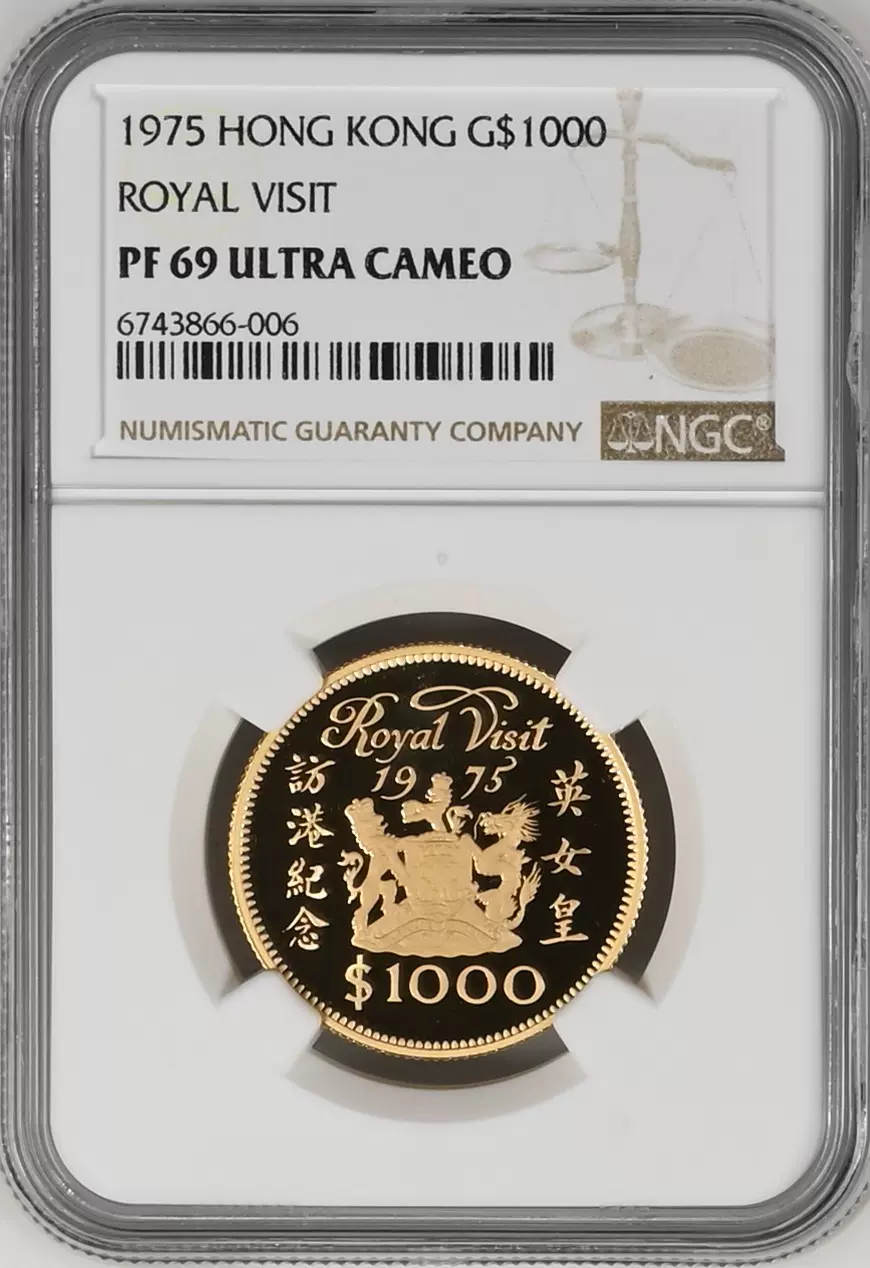 1975 HONG KONG G$1000
ROYAL VISIT
PF 69 ULTRA CAMEO
6743866-006
NUMISMATIC GUARANTY COMPANY
NGC®
Royal Visit
1975
英女皇
訪港紀念
$1000